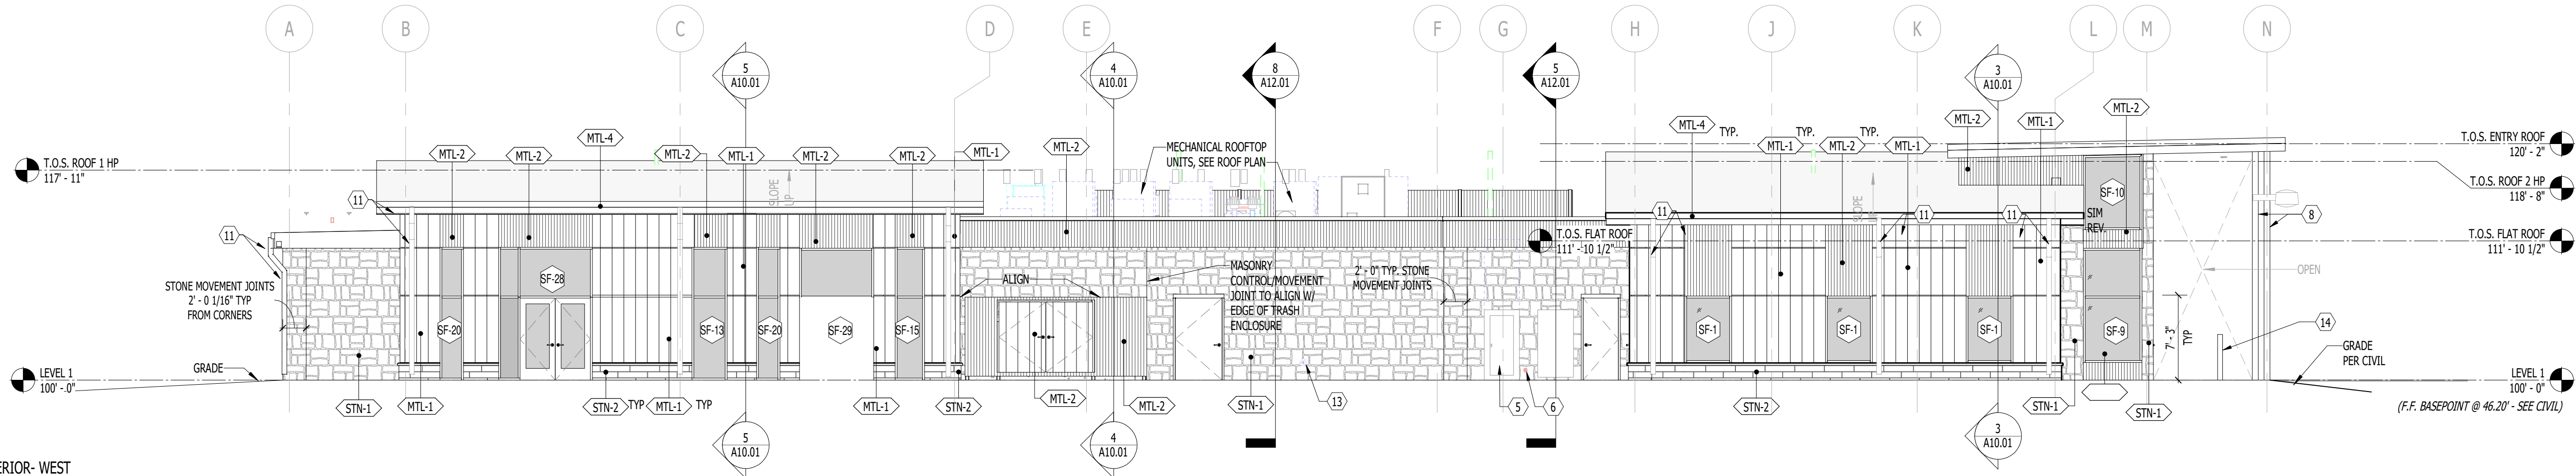 A
B
C
D
E
F
G
H
J
K
L
M
N
5
A10.01
4
A10.01
8
A12.01
5
A12.01
3
A10.01
T.O.S. ROOF 1 HP
117' - 11"
MTL-2
MTL-2
MTL-4
MTL-2
MTL-1
MTL-2
MTL-2
MTL-1
MTL-2
MECHANICAL ROOFTOP
UNITS, SEE ROOF PLAN
MTL-4
TYP.
TYP.
MTL-1
TYP.
MTL-2
MTL-1
MTL-2
MTL-1
MTL-2
T.O.S. ENTRY ROOF
120' - 2"
T.O.S. ROOF 2 HP
118' - 8"
T.O.S. FLAT ROOF
111' - 10 1/2"
11
11
SLOPE
UP
T.O.S. FLAT ROOF
111' - 10 1/2"
11
SLOPE
UP
11
11
SF-10
SIM
REV.
8
OPEN
STONE MOVEMENT JOINTS
2' - 0 1/16" TYP
FROM CORNERS
SF-28
ALIGN
MASONRY
CONTROL/MOVEMENT
JOINT TO ALIGN W/
EDGE OF TRASH
ENCLOSURE
2' - 0" TYP. STONE
MOVEMENT JOINTS
SF-20
SF-13
SF-20
SF-29
SF-15
SF-1
SF-1
SF-1
SF-9
7' - 3"
TYP
14
GRADE
PER CIVIL
GRADE
LEVEL 1
100' - 0"
LEVEL 1
100' - 0"
(F.F. BASEPOINT @ 46.20' - SEE CIVIL)
STN-1
MTL-1
STN-2
TYP
MTL-1
TYP
MTL-1
STN-2
MTL-2
MTL-2
STN-1
13
5
6
STN-2
STN-1
STN-1
5
A10.01
4
A10.01
3
A10.01
ERIOR- WEST